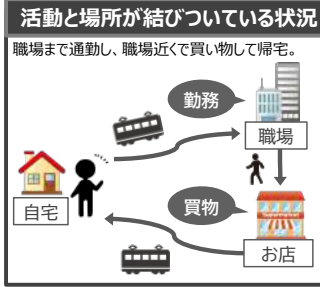 活動と場所が結びついている状況
職場まで通勤し、職場近くで買い物して帰宅。
勤務
職場
自宅
買物
お店